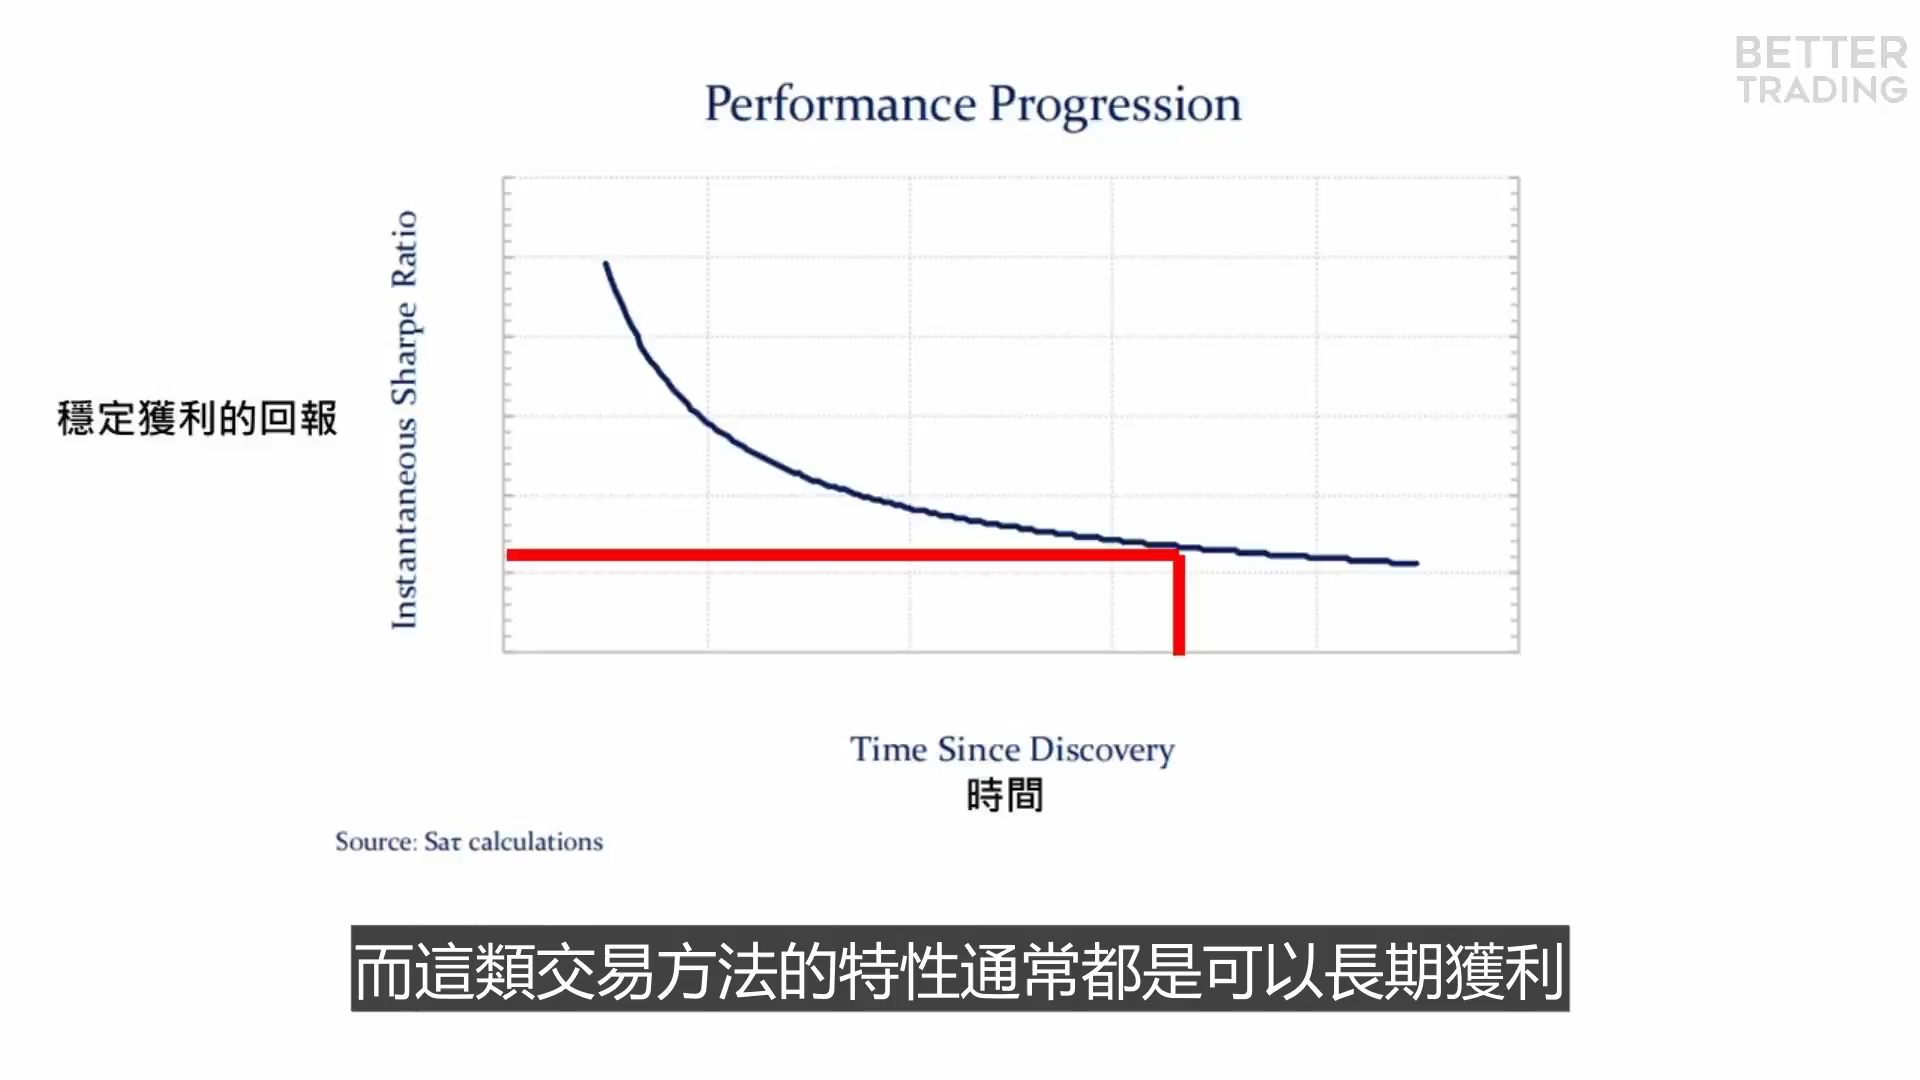 BETTER
TRADING
Performance Progression
穩定獲利的回報
Instantaneous Sharpe Ratio
Time Since Discovery
時間
Source: Saτ calculations
而這類交易方法的特性通常都是可以長期獲利